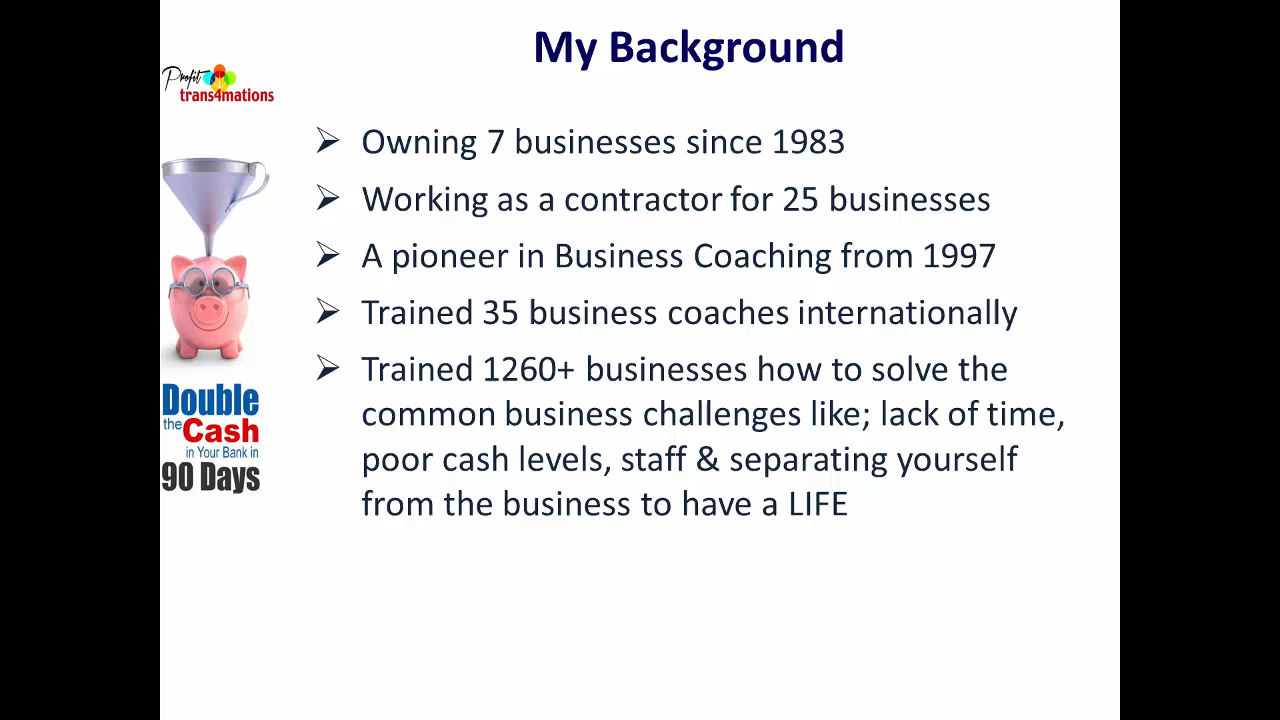 My Background
Profit
trans4mations
➢ Owning 7 businesses since 1983
➢ Working as a contractor for 25 businesses
➢ A pioneer in Business Coaching from 1997
➢ Trained 35 business coaches internationally
➢ Trained 1260+ businesses how to solve the
common business challenges like; lack of time,
poor cash levels, staff & separating yourself
from the business to have a LIFE
Double
the Cash
in Your Bank in
90 Days